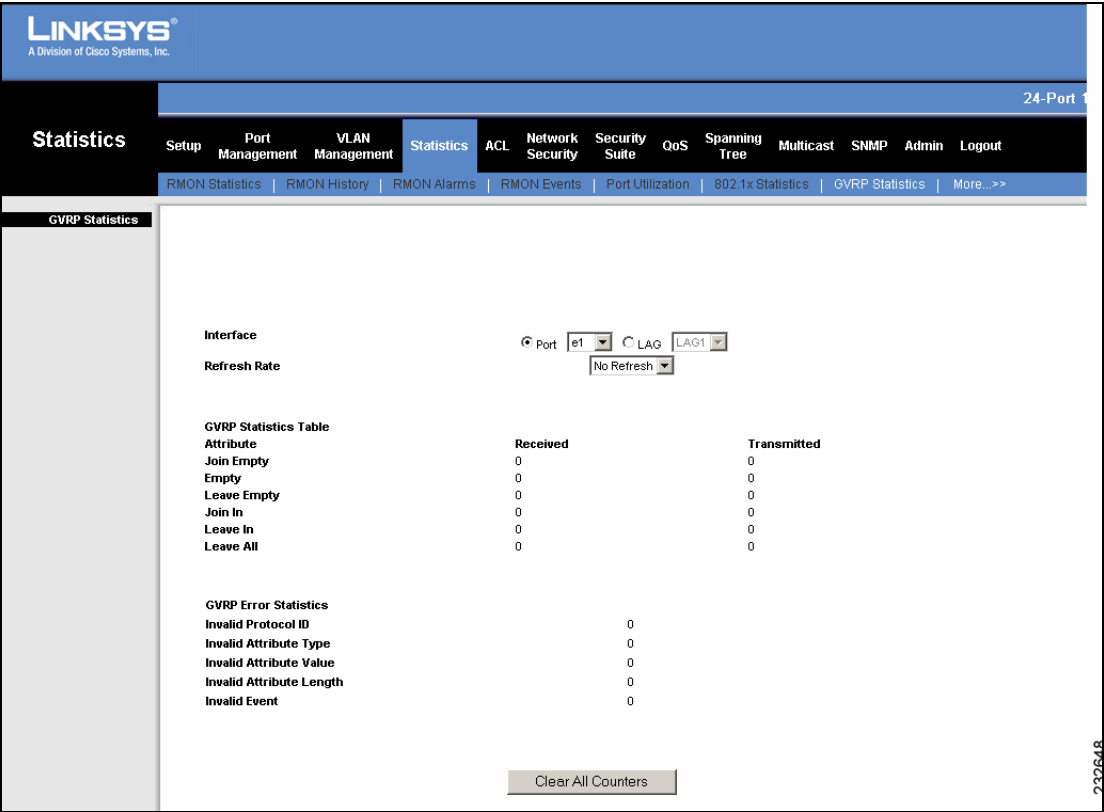 LINKSYS®
A Division of Cisco Systems, Inc.
24-Port 1
Statistics
Setup Port Management VLAN Management Statistics ACL Network Security Security Suite QoS Spanning Tree Multicast SNMP Admin Logout
RMON Statistics | RMON History | RMON Alarms | RMON Events | Port Utilization | 802.1x Statistics | GVRP Statistics | More...>>
GVRP Statistics
Interface Port e1 LAG LAG1
Refresh Rate No Refresh
GVRP Statistics Table
Attribute Received Transmitted
Join Empty 0 0
Empty 0 0
Leave Empty 0 0
Join In 0 0
Leave In 0 0
Leave All 0 0
GVRP Error Statistics
Invalid Protocol ID 0
Invalid Attribute Type 0
Invalid Attribute Value 0
Invalid Attribute Length 0
Invalid Event 0
Clear All Counters
232648